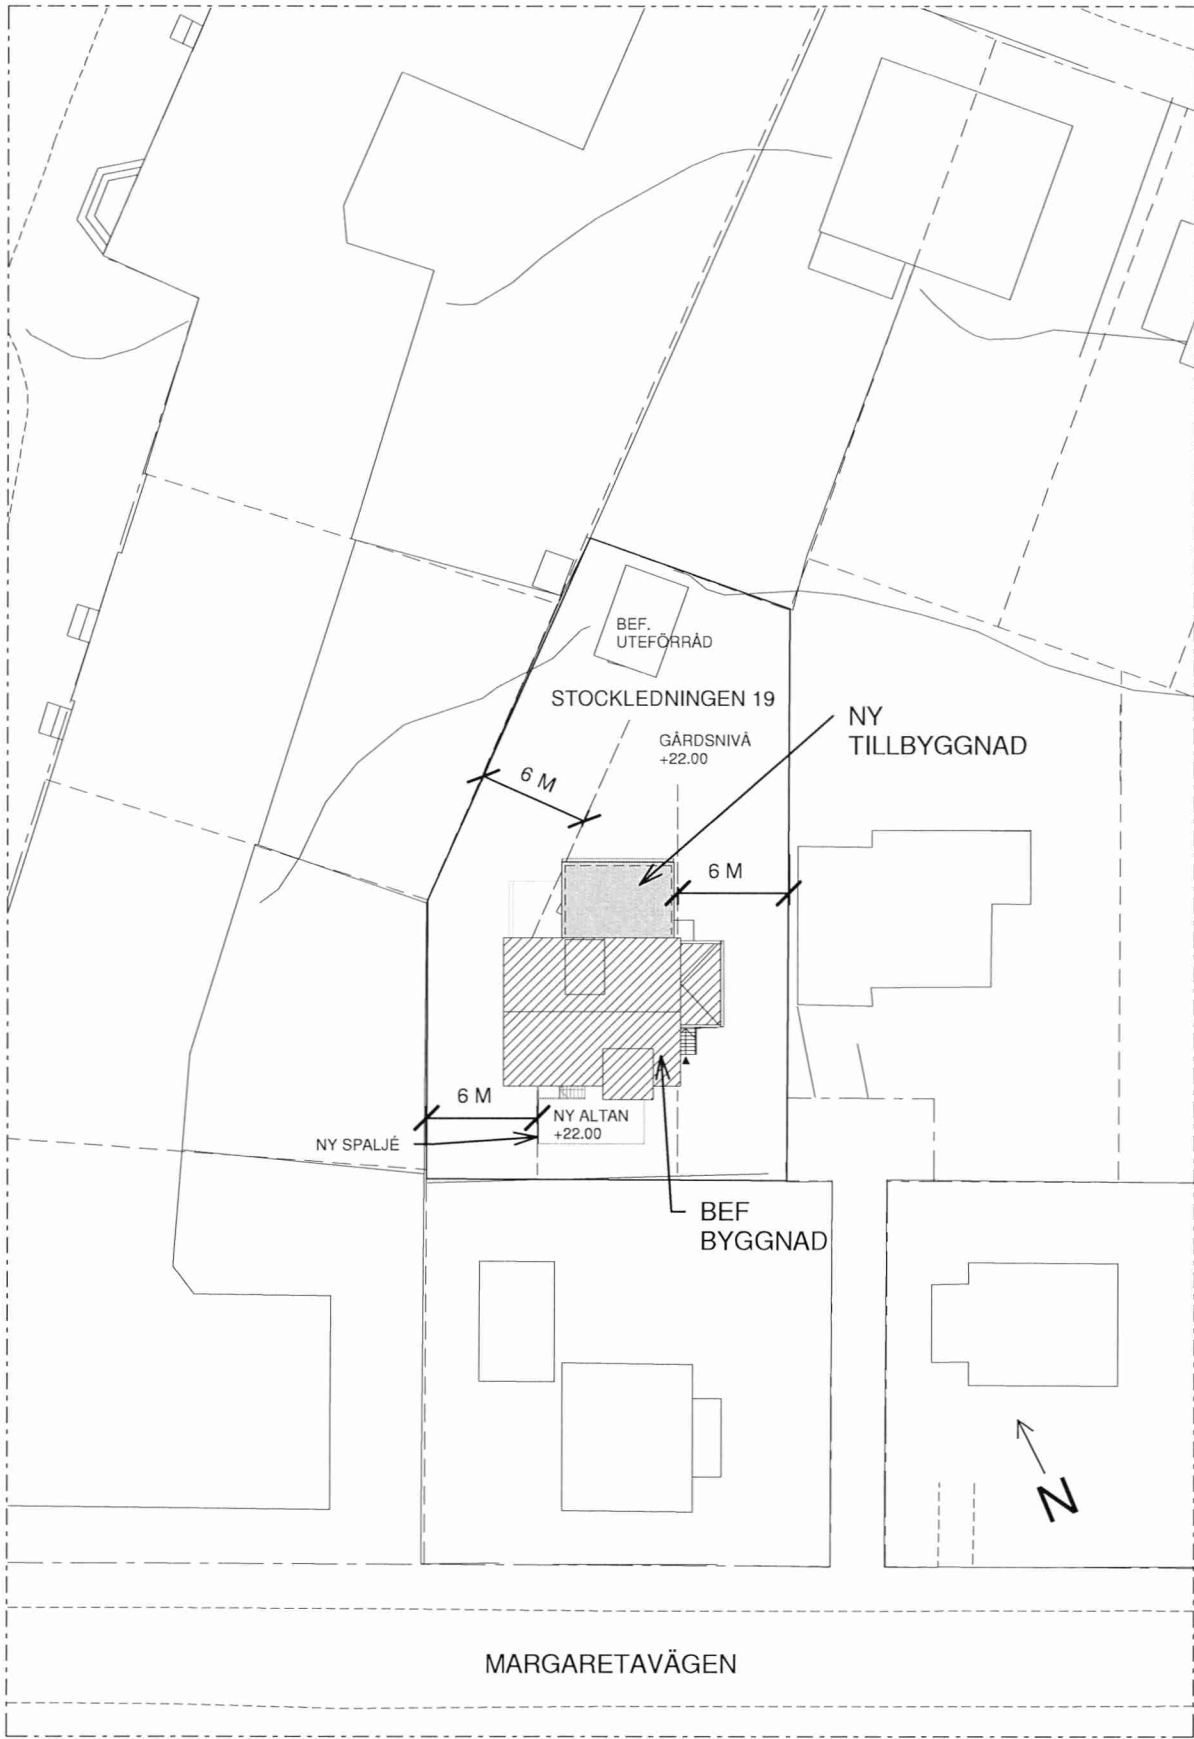 BEF.
UTEFÖRRÅD
STOCKLEDNINGEN 19
GÅRDSNIVÅ
+22.00
NY
TILLBYGGNAD
6 M
6 M
6 M
NY ALTAN
+22.00
NY SPALJÉ
BEF
BYGGNAD
N
MARGARETAVÄGEN